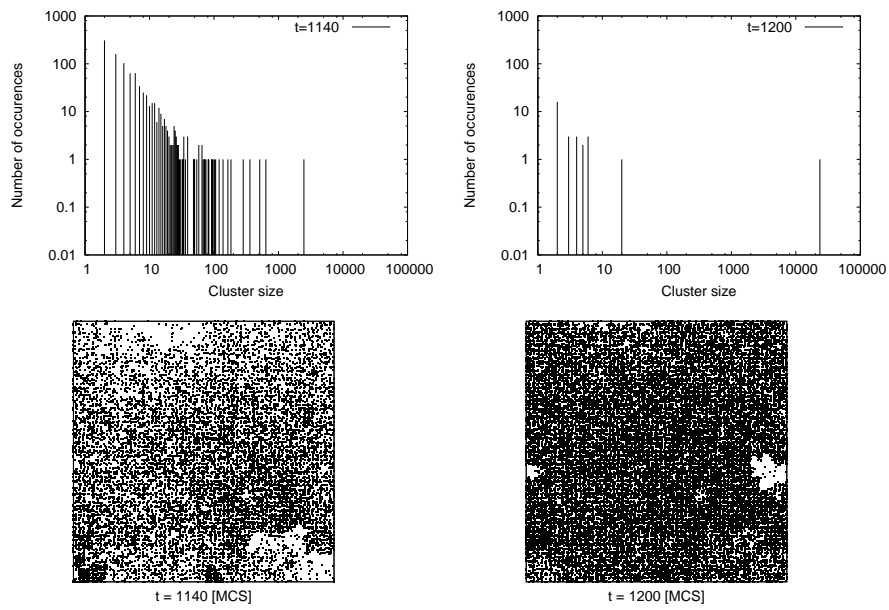 1000
100
10
1
0.1
0.01
Number of occurences
t=1140
1 10 100 1000 10000 100000
Cluster size
1000
100
10
1
0.1
0.01
Number of occurences
t=1200
1 10 100 1000 10000 100000
Cluster size
t = 1140 [MCS]
t = 1200 [MCS]